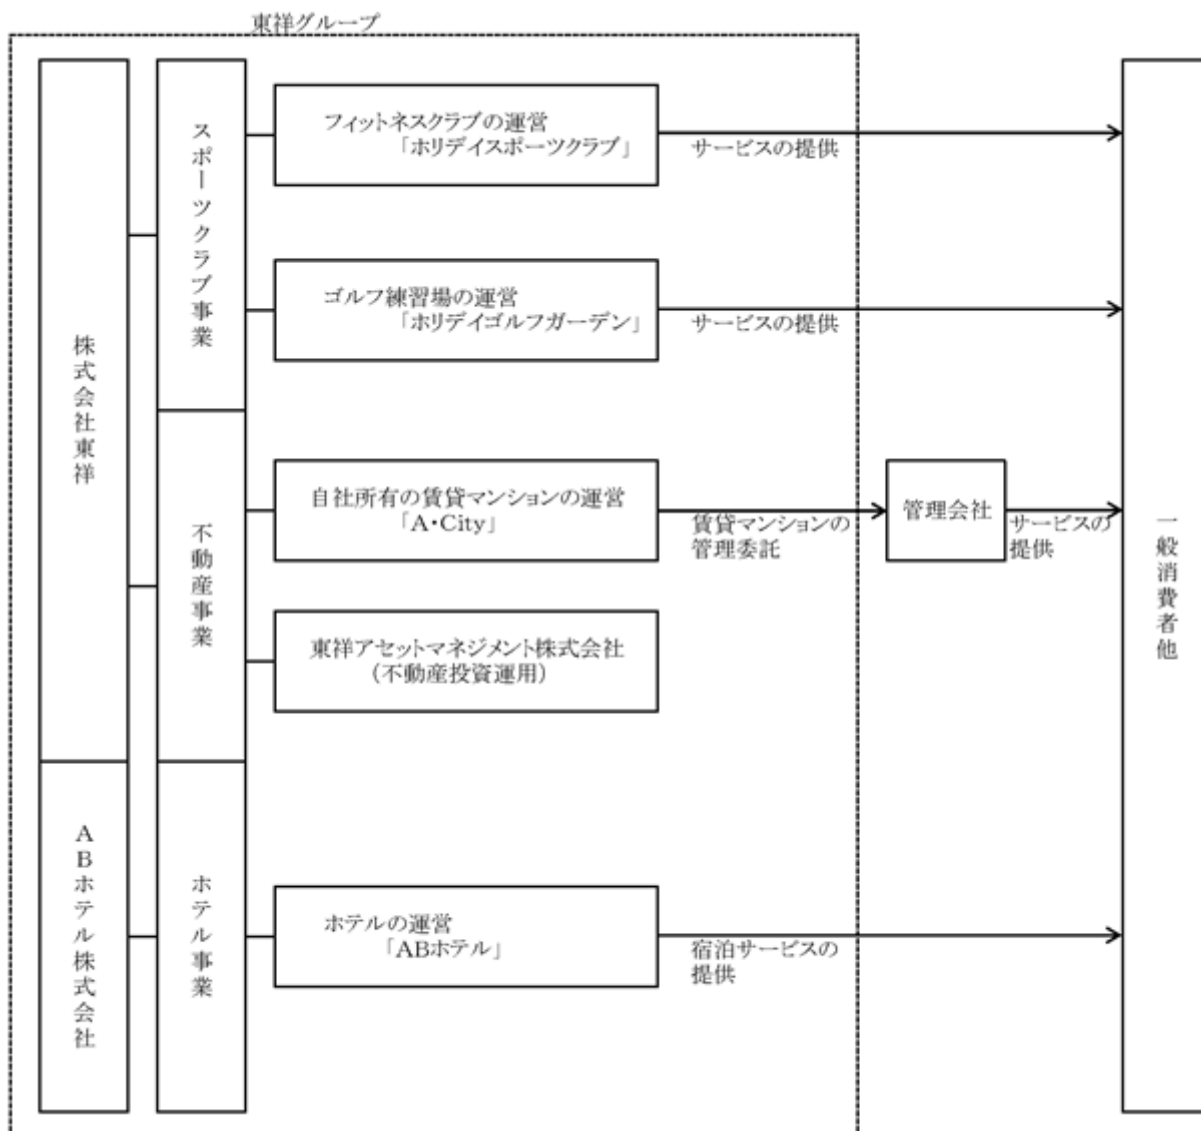 東祥グループ
株式会社東祥
ABホテル株式会社
スポーツクラブ事業
不動産事業
ホテル事業
フィットネスクラブの運営
「ホリデイスポーツクラブ」
サービスの提供
ゴルフ練習場の運営
「ホリデイゴルフガーデン」
サービスの提供
自社所有の賃貸マンションの運営
「A・City」
賃貸マンションの
管理委託
管理会社
サービスの
提供
東祥アセットマネジメント株式会社
（不動産投資運用）
ホテルの運営
「ABホテル」
宿泊サービスの
提供
一般消費者他